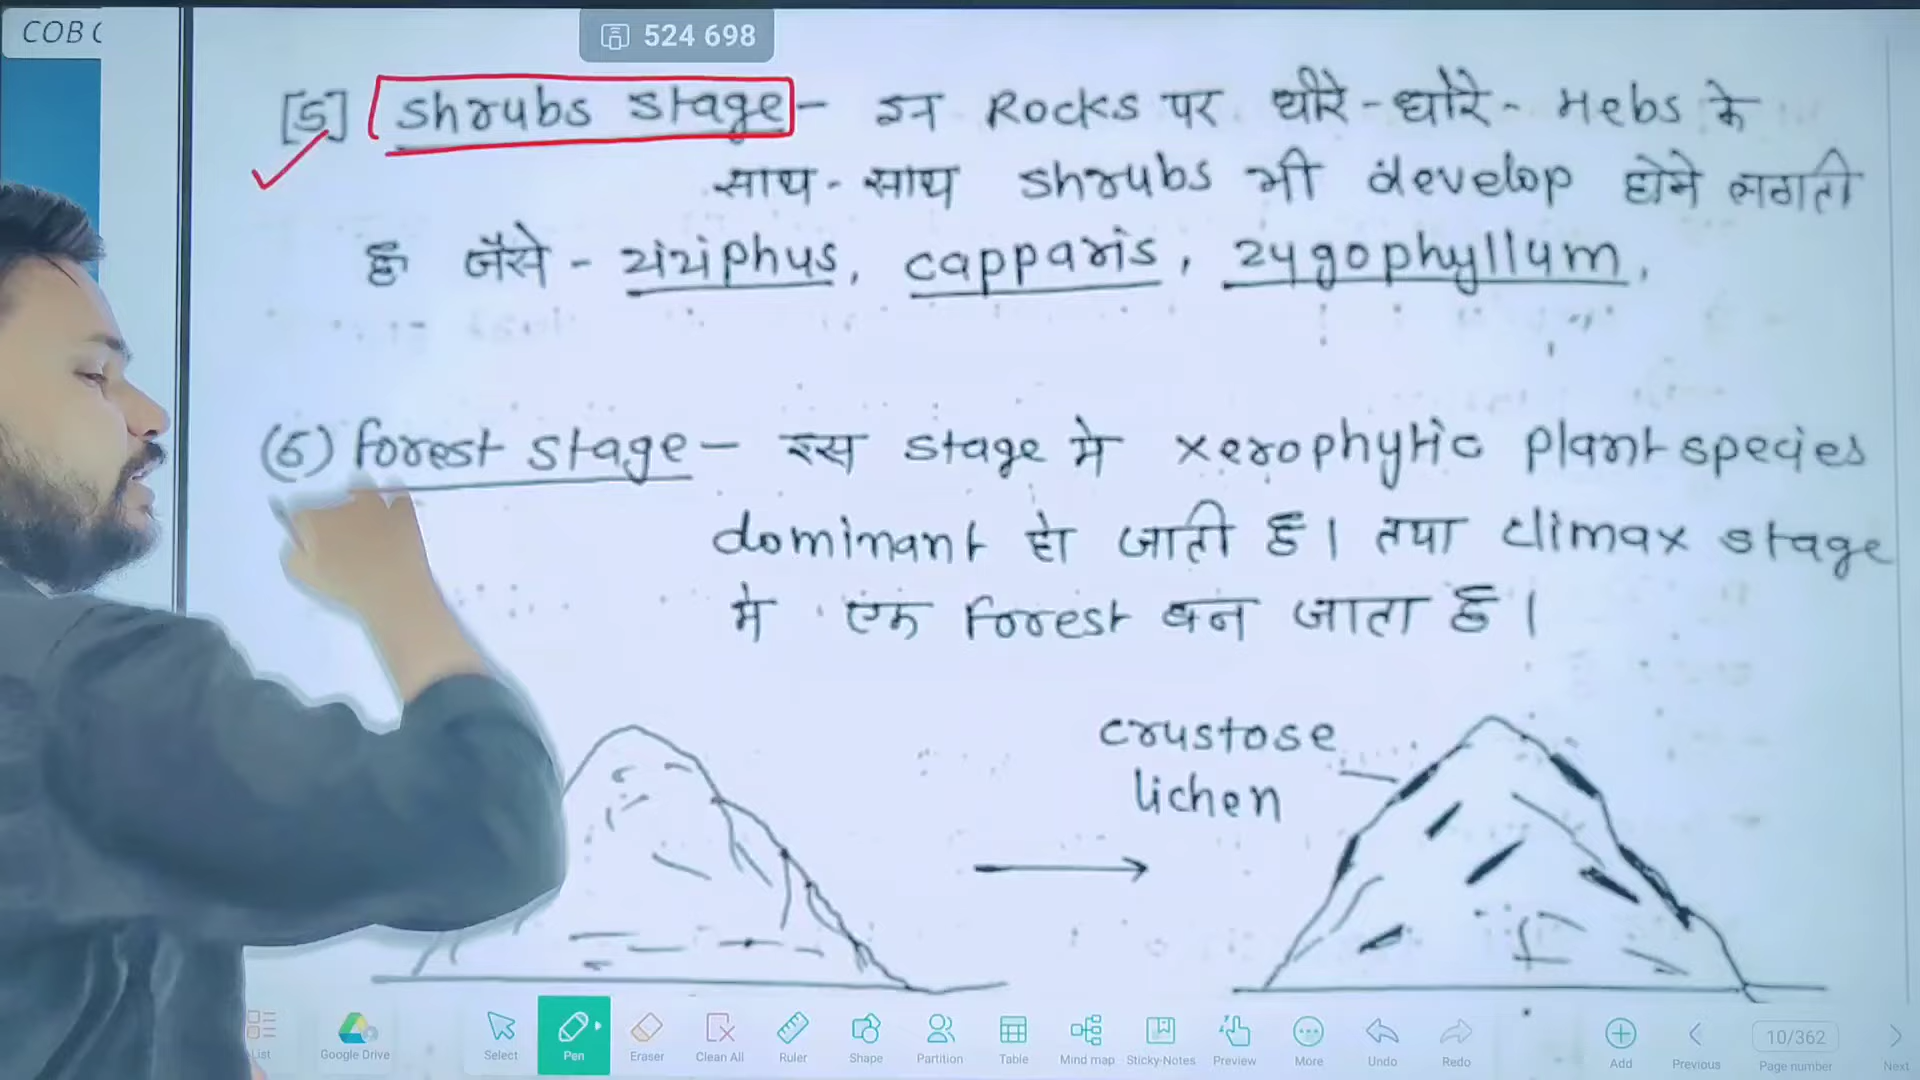 COB C
524 698
[5] Shrubs stage - इन Rocks पर धीरे-धीरे- Hebs के
साथ-साथ shrubs भी develop होने लगती
है जैसे - ziziphus, capparis, zygophyllum,
(6) Forest stage - इस stage मे xerophytic plant species
dominant हो जाती है। तथा climax stage
मे एक Forest बन जाता है।
crustose
lichen
List
Google Drive
Select
Pen
Eraser
Clean All
Ruler
Shape
Partition
Table
Mind map
Sticky-Notes
Preview
More
Undo
Redo
Add
Previous
10/362
Page number
Next